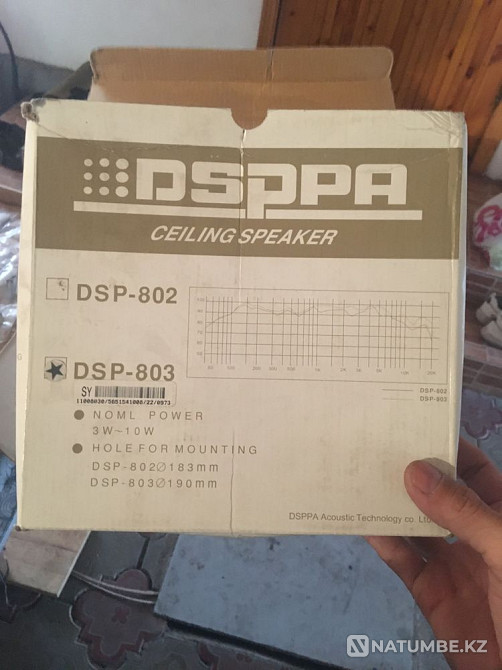 DSPPA
CEILING SPEAKER
DSP-802
DSP-803
SY
DSP-802
DSP-803
● NOML POWER
3W~10W
● HOLE FOR MOUNTING
DSP-802∅183mm
DSP-803∅190mm
DSPPA Acoustic Technology co. Ltd
NATUMBE.KZ